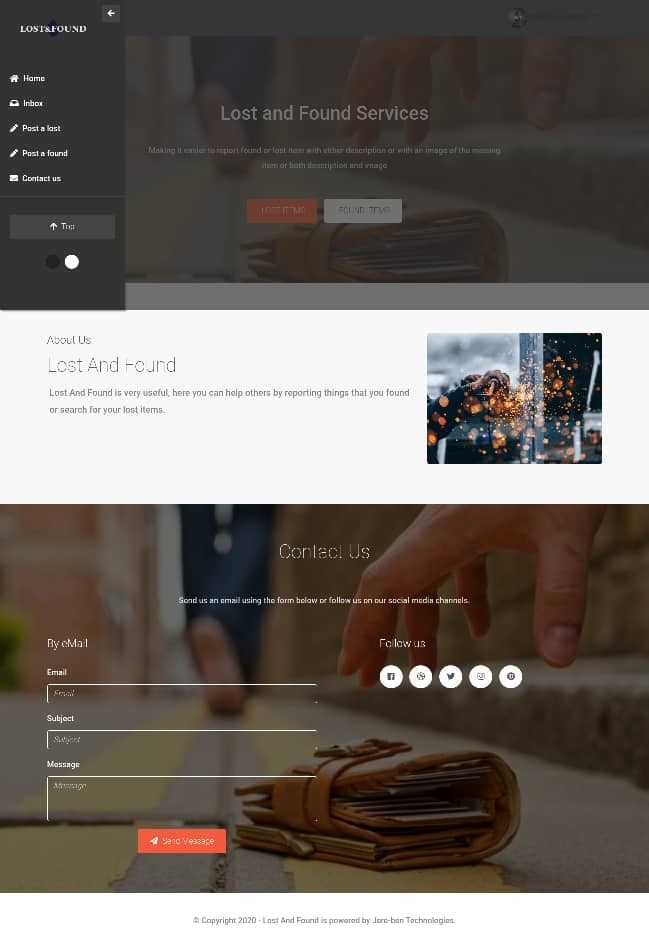 LOST&FOUND
Home
Inbox
Post a lost
Post a found
Contact us
Top
Lost and Found Services
Making it easier to report found or lost item with either description or with an image of the missing
item or both description and image
LOST ITEMS
FOUND ITEMS
About Us
Lost And Found
Lost And Found is very useful, here you can help others by reporting things that you found
or search for your lost items.
Contact Us
Send us an email using the form below or follow us on our social media channels.
By eMail
Follow us
Email
Email
Subject
Subject
Message
Message
Send Message
© Copyright 2020 - Lost And Found is powered by Jere-ben Technologies.